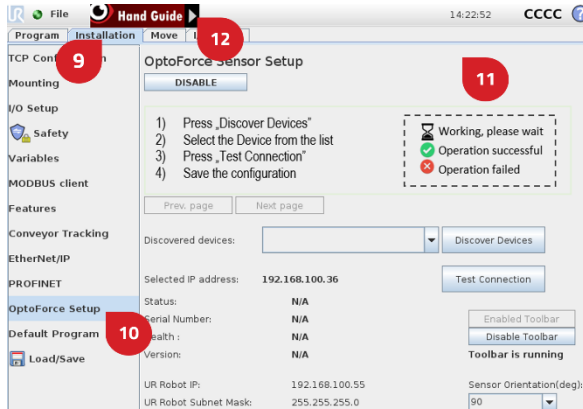 File
Hand Guide
14:22:52
CCCC
?
Program
Installation
Move
12
9
OptoForce Sensor Setup
11
DISABLE
Mounting
I/O Setup
Safety
Variables
MODBUS client
Features
Conveyor Tracking
EtherNet/IP
PROFINET
OptoForce Setup
Default Program
10
Load/Save
1) Press „Discover Devices”
2) Select the Device from the list
3) Press „Test Connection”
4) Save the configuration
Working, please wait
Operation successful
Operation failed
Prev. page
Next page
Discovered devices:
Discover Devices
Selected IP address:
192.168.100.36
Test Connection
Status:
N/A
Serial Number:
N/A
Enabled Toolbar
N/A
Disable Toolbar
Version:
N/A
Toolbar is running
UR Robot IP:
192.168.100.55
Sensor Orientation(deg):
UR Robot Subnet Mask:
255.255.255.0
90